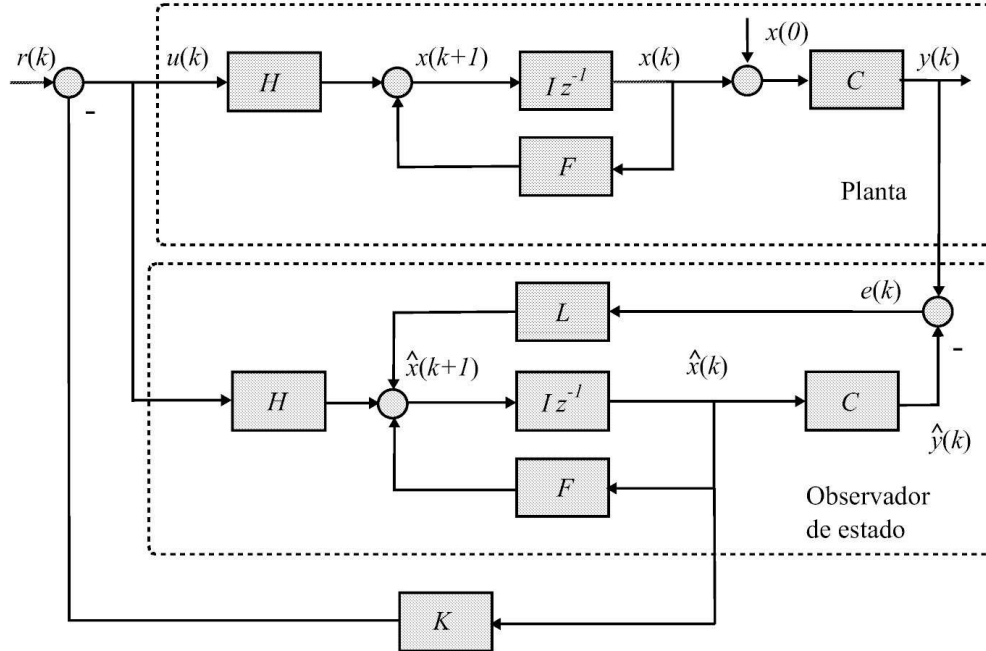 x(0)
r(k)
u(k)
x(k+1)
x(k)
y(k)
H
I z⁻¹
C
-
F
Planta
e(k)
L
x̂(k+1)
x̂(k)
-
H
I z⁻¹
C
ŷ(k)
F
Observador
de estado
K